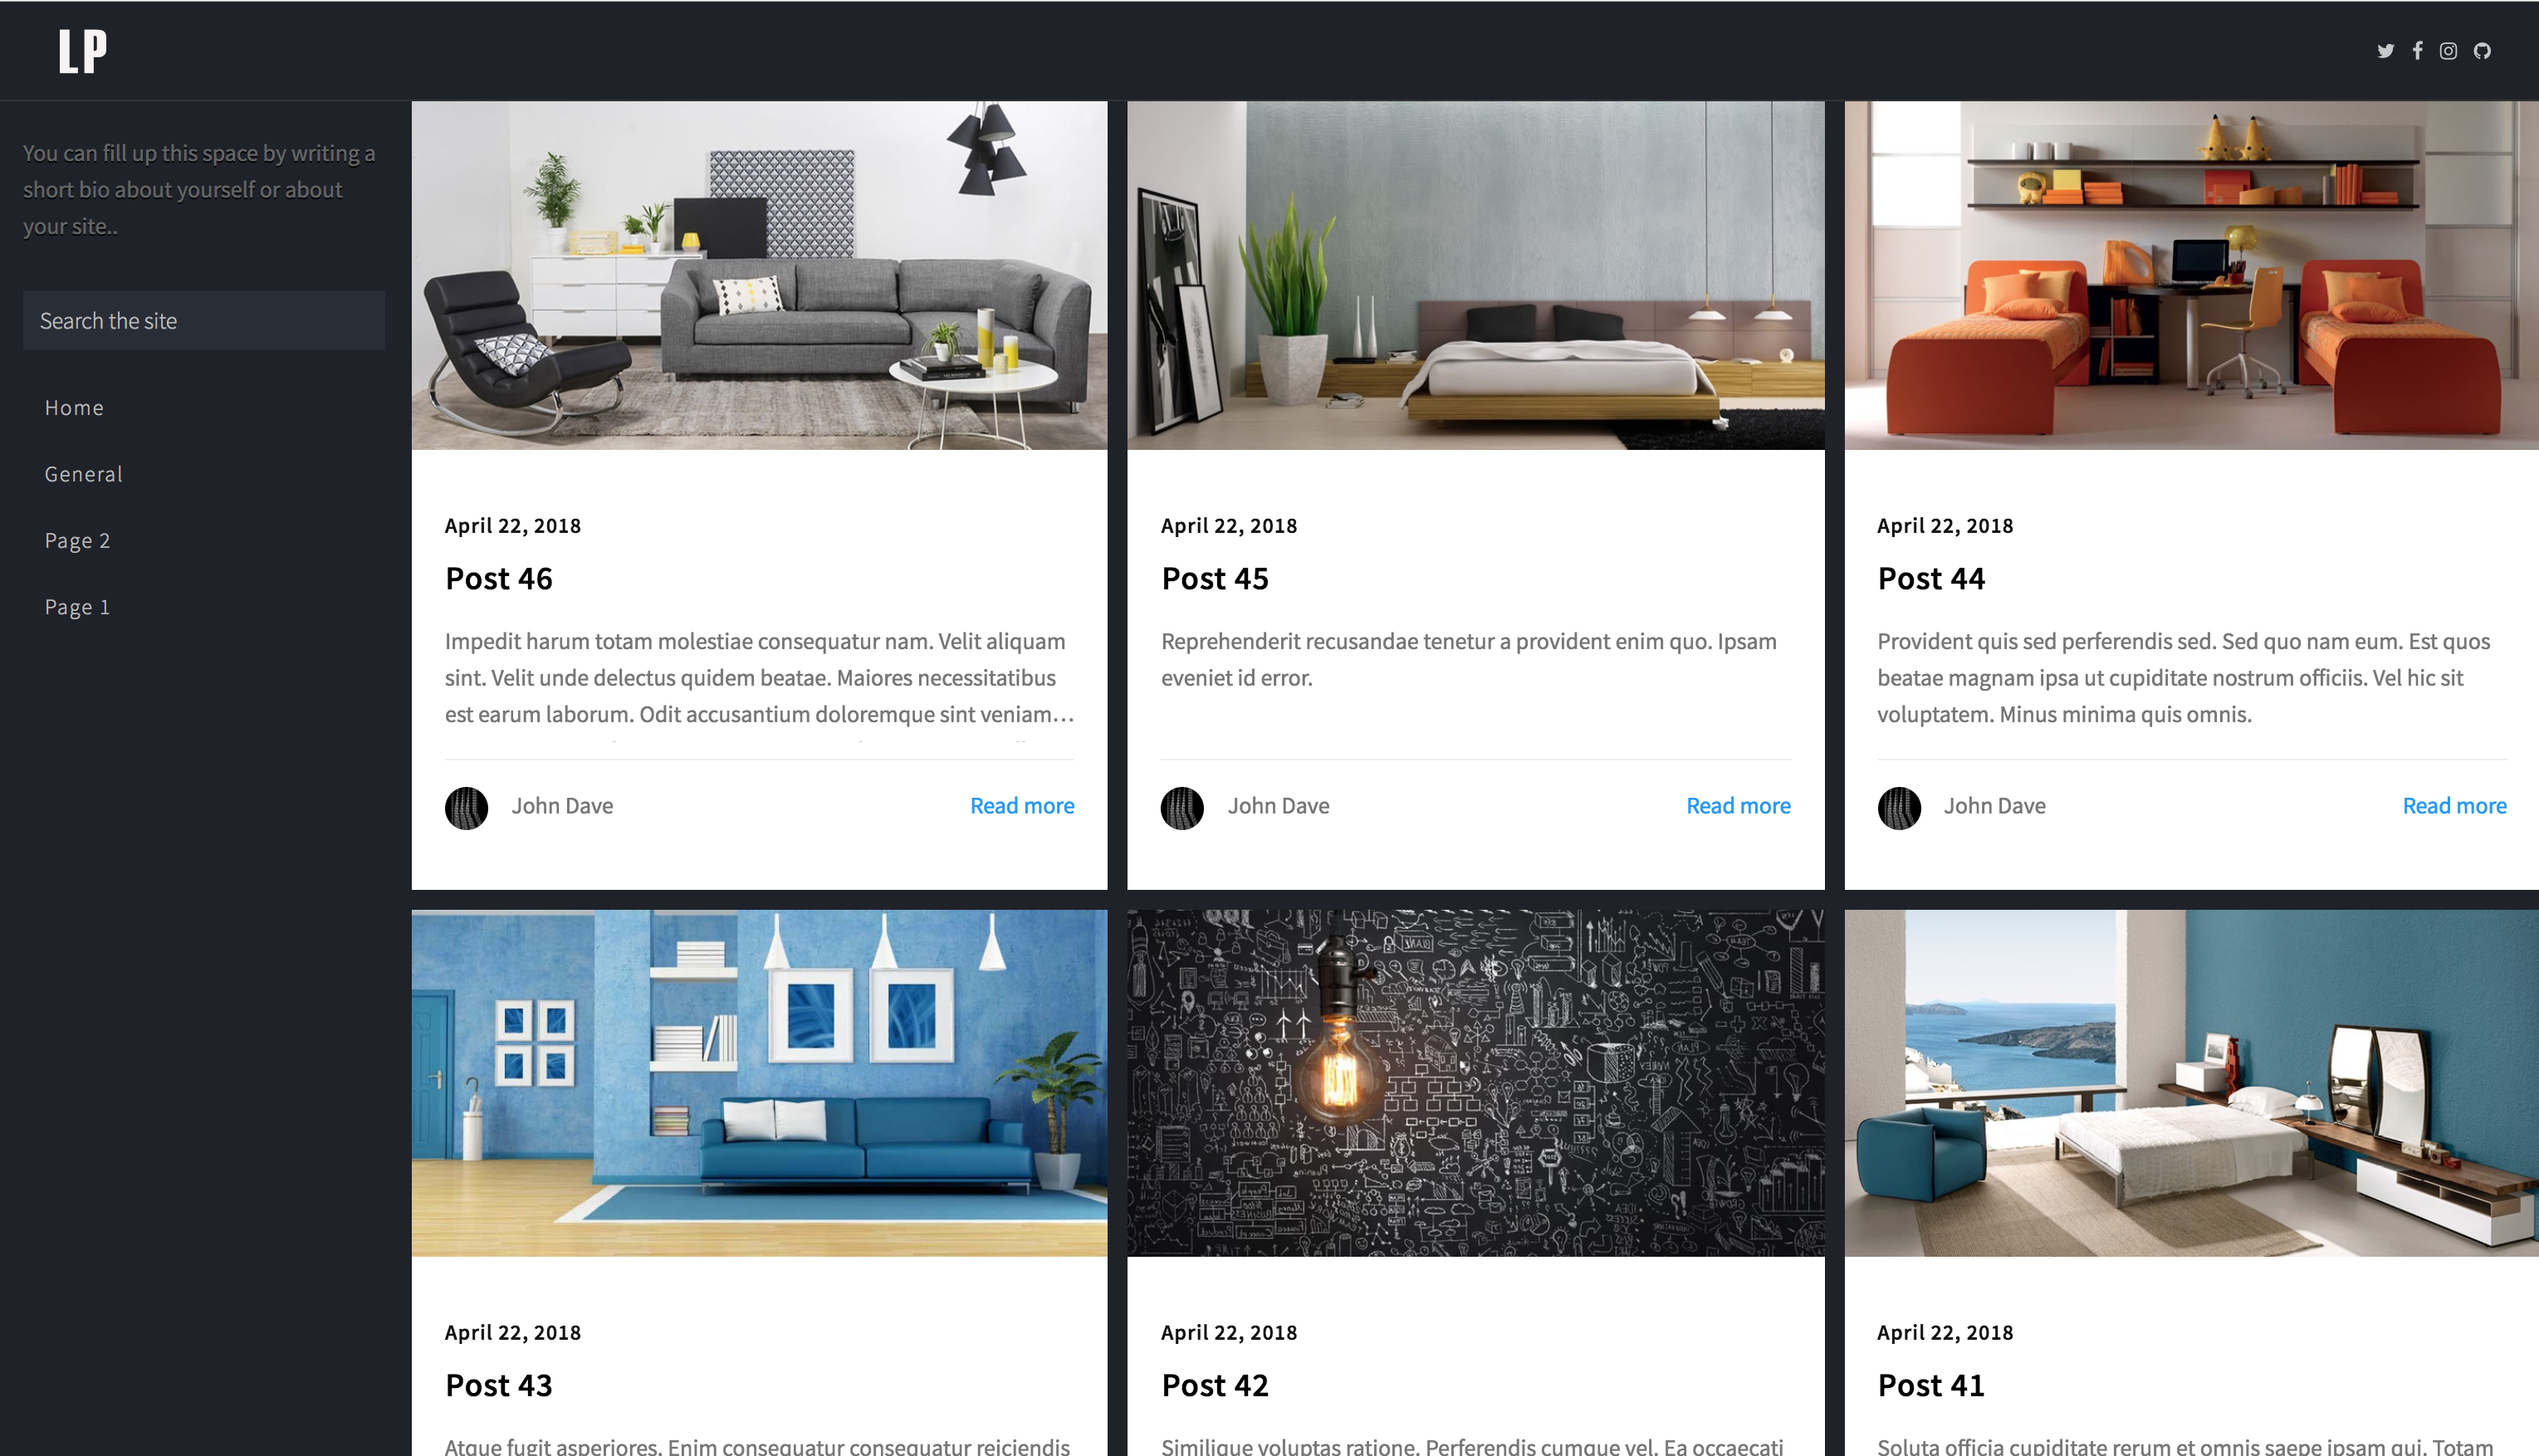 LP
You can fill up this space by writing a
short bio about yourself or about
your site..
Search the site
Home
General
Page 2
Page 1
April 22, 2018
Post 46
Impedit harum totam molestiae consequatur nam. Velit aliquam
sint. Velit unde delectus quidem beatae. Maiores necessitatibus
est earum laborum. Odit accusantium doloremque sint veniam…
John Dave
Read more
April 22, 2018
Post 45
Reprehenderit recusandae tenetur a provident enim quo. Ipsam
eveniet id error.
John Dave
Read more
April 22, 2018
Post 44
Provident quis sed perferendis sed. Sed quo nam eum. Est quos
beatae magnam ipsa ut cupiditate nostrum officiis. Vel hic sit
voluptatem. Minus minima quis omnis.
John Dave
Read more
April 22, 2018
Post 43
Atque fugit asperiores. Enim consequatur consequatur reiciendis
April 22, 2018
Post 42
Similique voluptas ratione. Perferendis cumque vel. Ea occaecati
April 22, 2018
Post 41
Soluta officia cupiditate rerum et omnis saepe ipsam qui. Totam